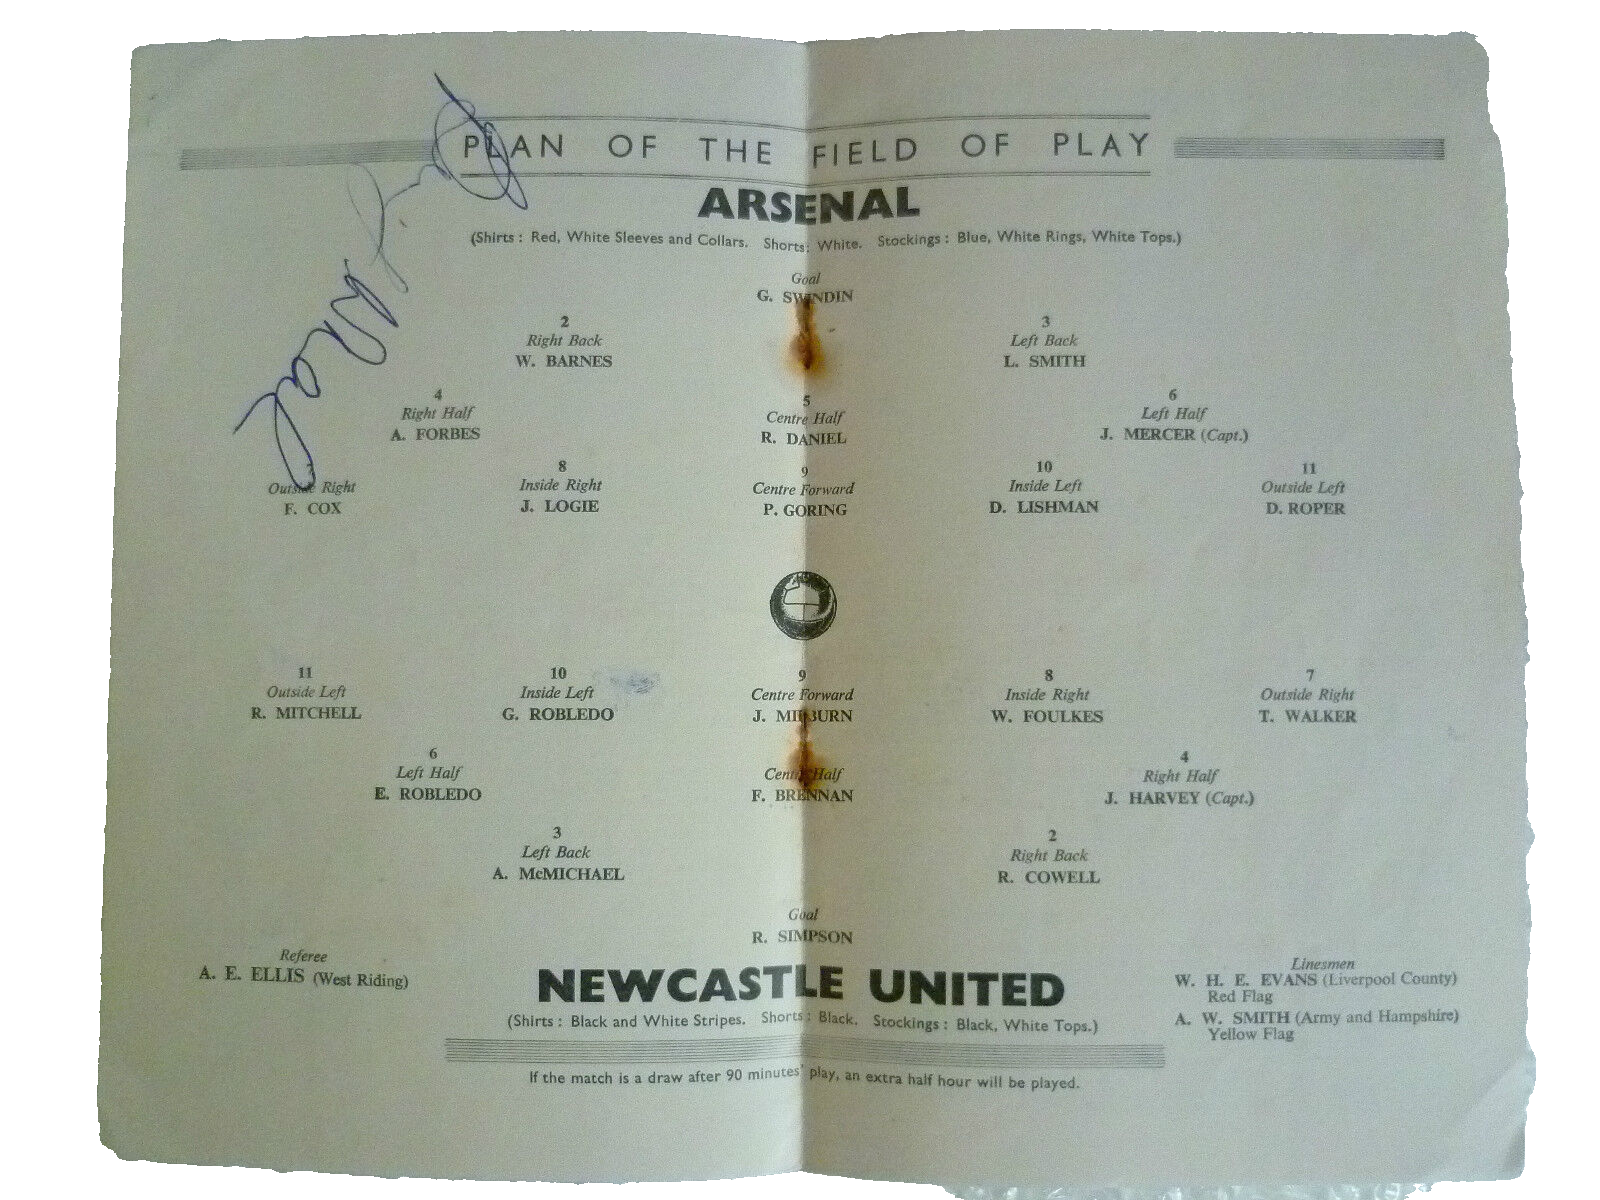 PLAN OF THE FIELD OF PLAY
ARSENAL
(Shirts : Red, White Sleeves and Collars. Shorts : White. Stockings : Blue, White Rings, White Tops.)
Goal
G. SWINDIN
2 3
Right Back Left Back
W. BARNES L. SMITH
4 5 6
Right Half Centre Half Left Half
A. FORBES R. DANIEL J. MERCER (Capt.)
8 9 10 11
Outside Right Inside Right Centre Forward Inside Left Outside Left
F. COX J. LOGIE P. GORING D. LISHMAN D. ROPER
11 10 9 8 7
Outside Left Inside Left Centre Forward Inside Right Outside Right
R. MITCHELL G. ROBLEDO J. MILBURN W. FOULKES T. WALKER
6 4
Left Half Centre Half Right Half
E. ROBLEDO F. BRENNAN J. HARVEY (Capt.)
3 2
Left Back Right Back
A. McMICHAEL R. COWELL
Goal
R. SIMPSON
Referee
A. E. ELLIS (West Riding)
Linesmen
W. H. E. EVANS (Liverpool County)
Red Flag
A. W. SMITH (Army and Hampshire)
Yellow Flag
NEWCASTLE UNITED
(Shirts : Black and White Stripes. Shorts : Black. Stockings : Black, White Tops.)
If the match is a draw after 90 minutes' play, an extra half hour will be played.